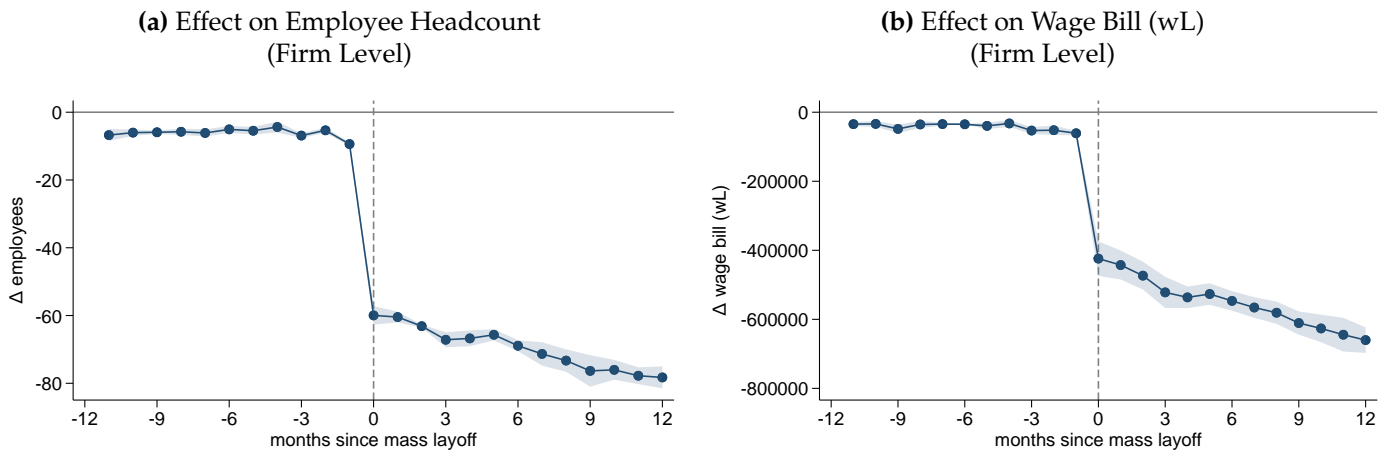 (a) Effect on Employee Headcount
(Firm Level)
0
-20
-40
-60
-80
Δ employees
-12 -9 -6 -3 0 3 6 9 12
months since mass layoff
(b) Effect on Wage Bill (wL)
(Firm Level)
0
-200000
-400000
-600000
-800000
Δ wage bill (wL)
-12 -9 -6 -3 0 3 6 9 12
months since mass layoff